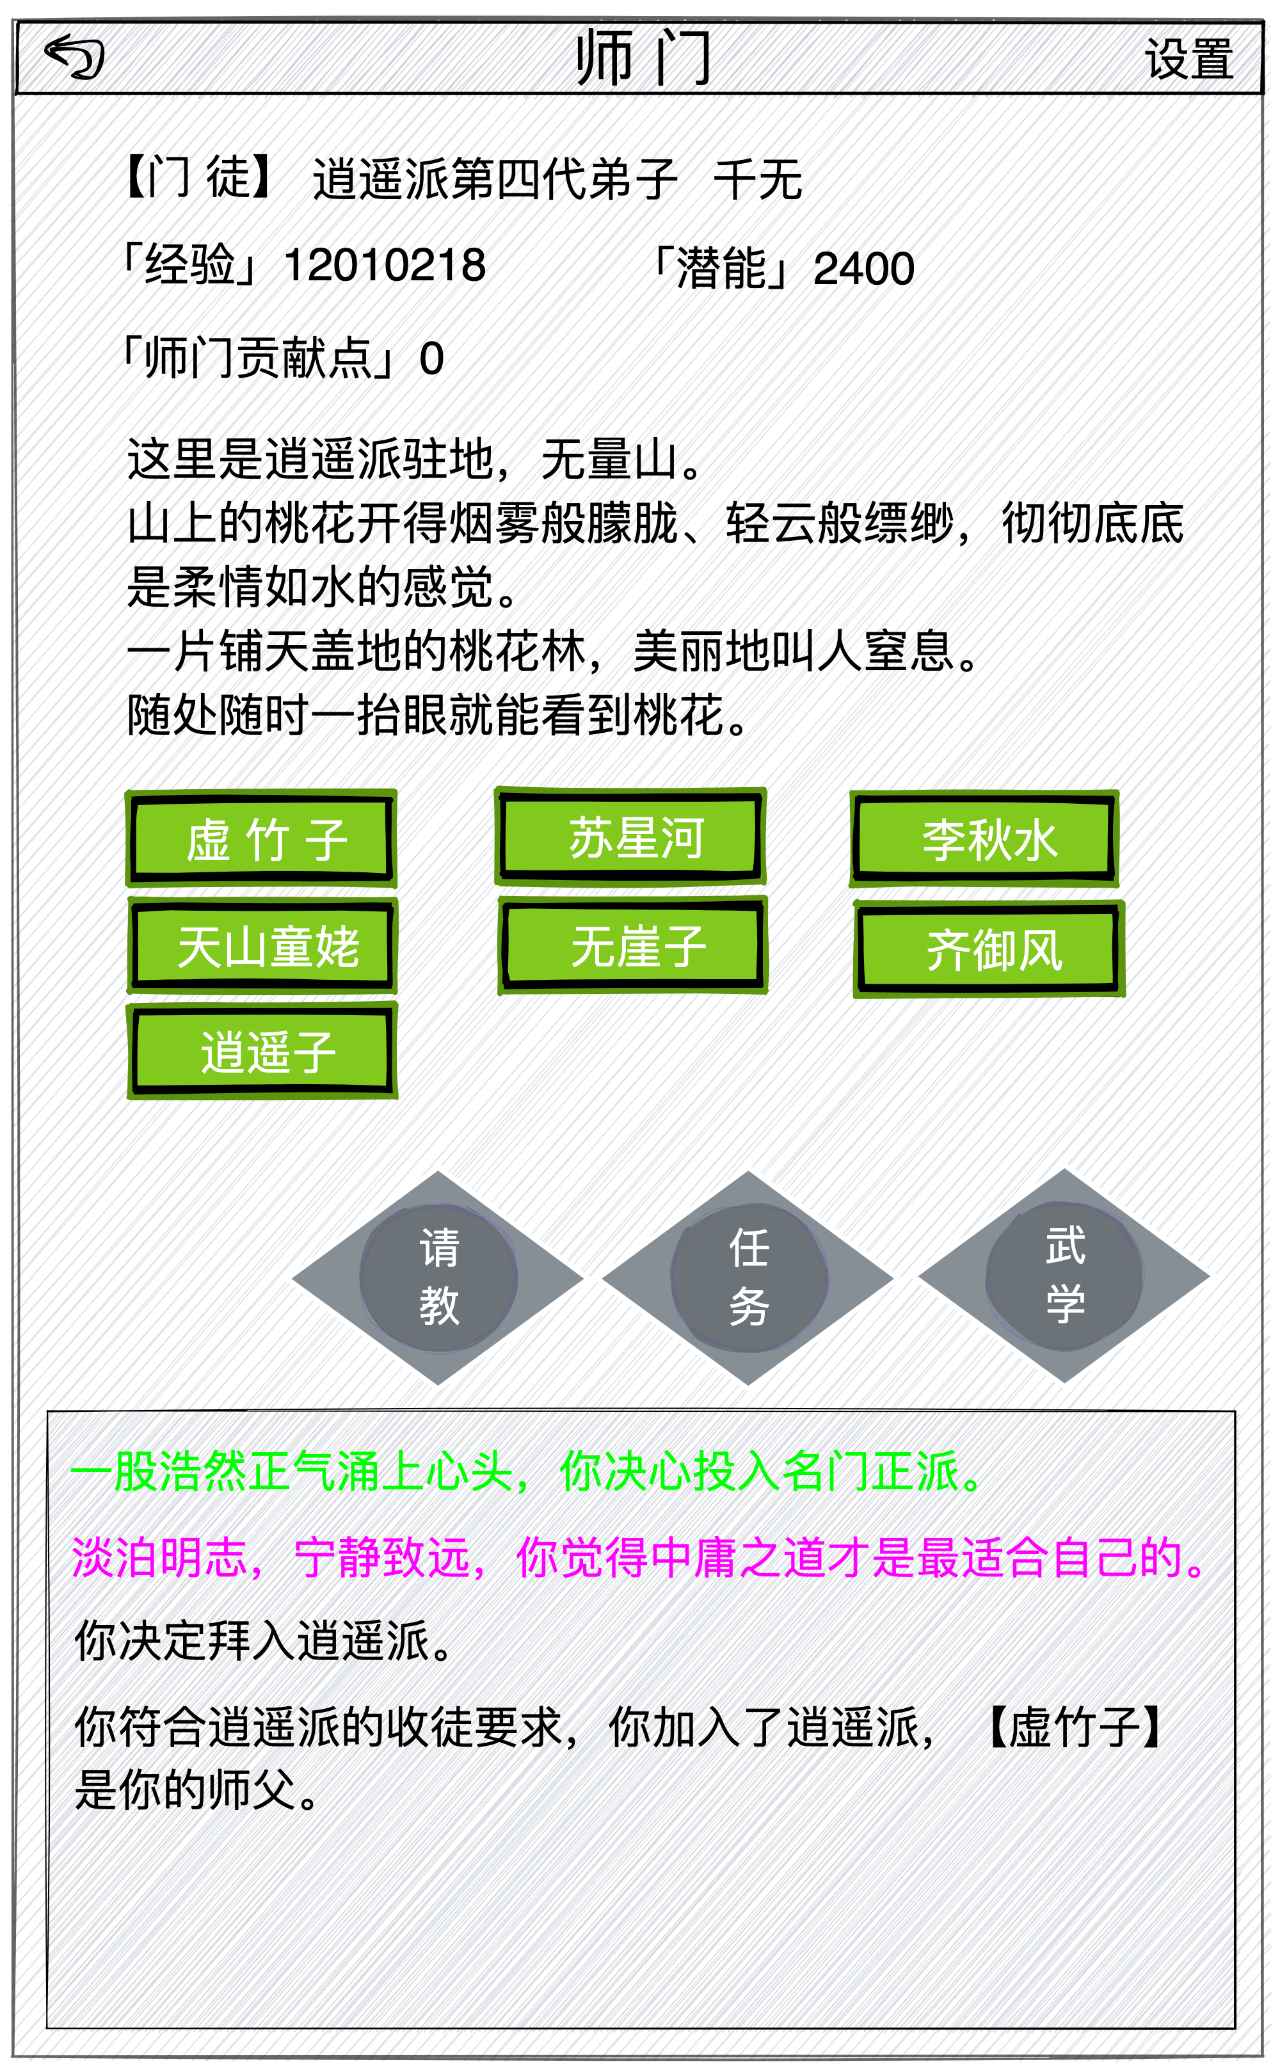 师 门 设置
【门 徒】 逍遥派第四代弟子 千无
「经验」12010218 「潜能」2400
「师门贡献点」0
这里是逍遥派驻地，无量山。
山上的桃花开得烟雾般朦胧、轻云般缥缈，彻彻底底
是柔情如水的感觉。
一片铺天盖地的桃花林，美丽地叫人窒息。
随处随时一抬眼就能看到桃花。
虚 竹 子 苏星河 李秋水
天山童姥 无崖子 齐御风
逍遥子
请 任 武
教 务 学
一股浩然正气涌上心头，你决心投入名门正派。
淡泊明志，宁静致远，你觉得中庸之道才是最适合自己的。
你决定拜入逍遥派。
你符合逍遥派的收徒要求，你加入了逍遥派，【虚竹子】
是你的师父。